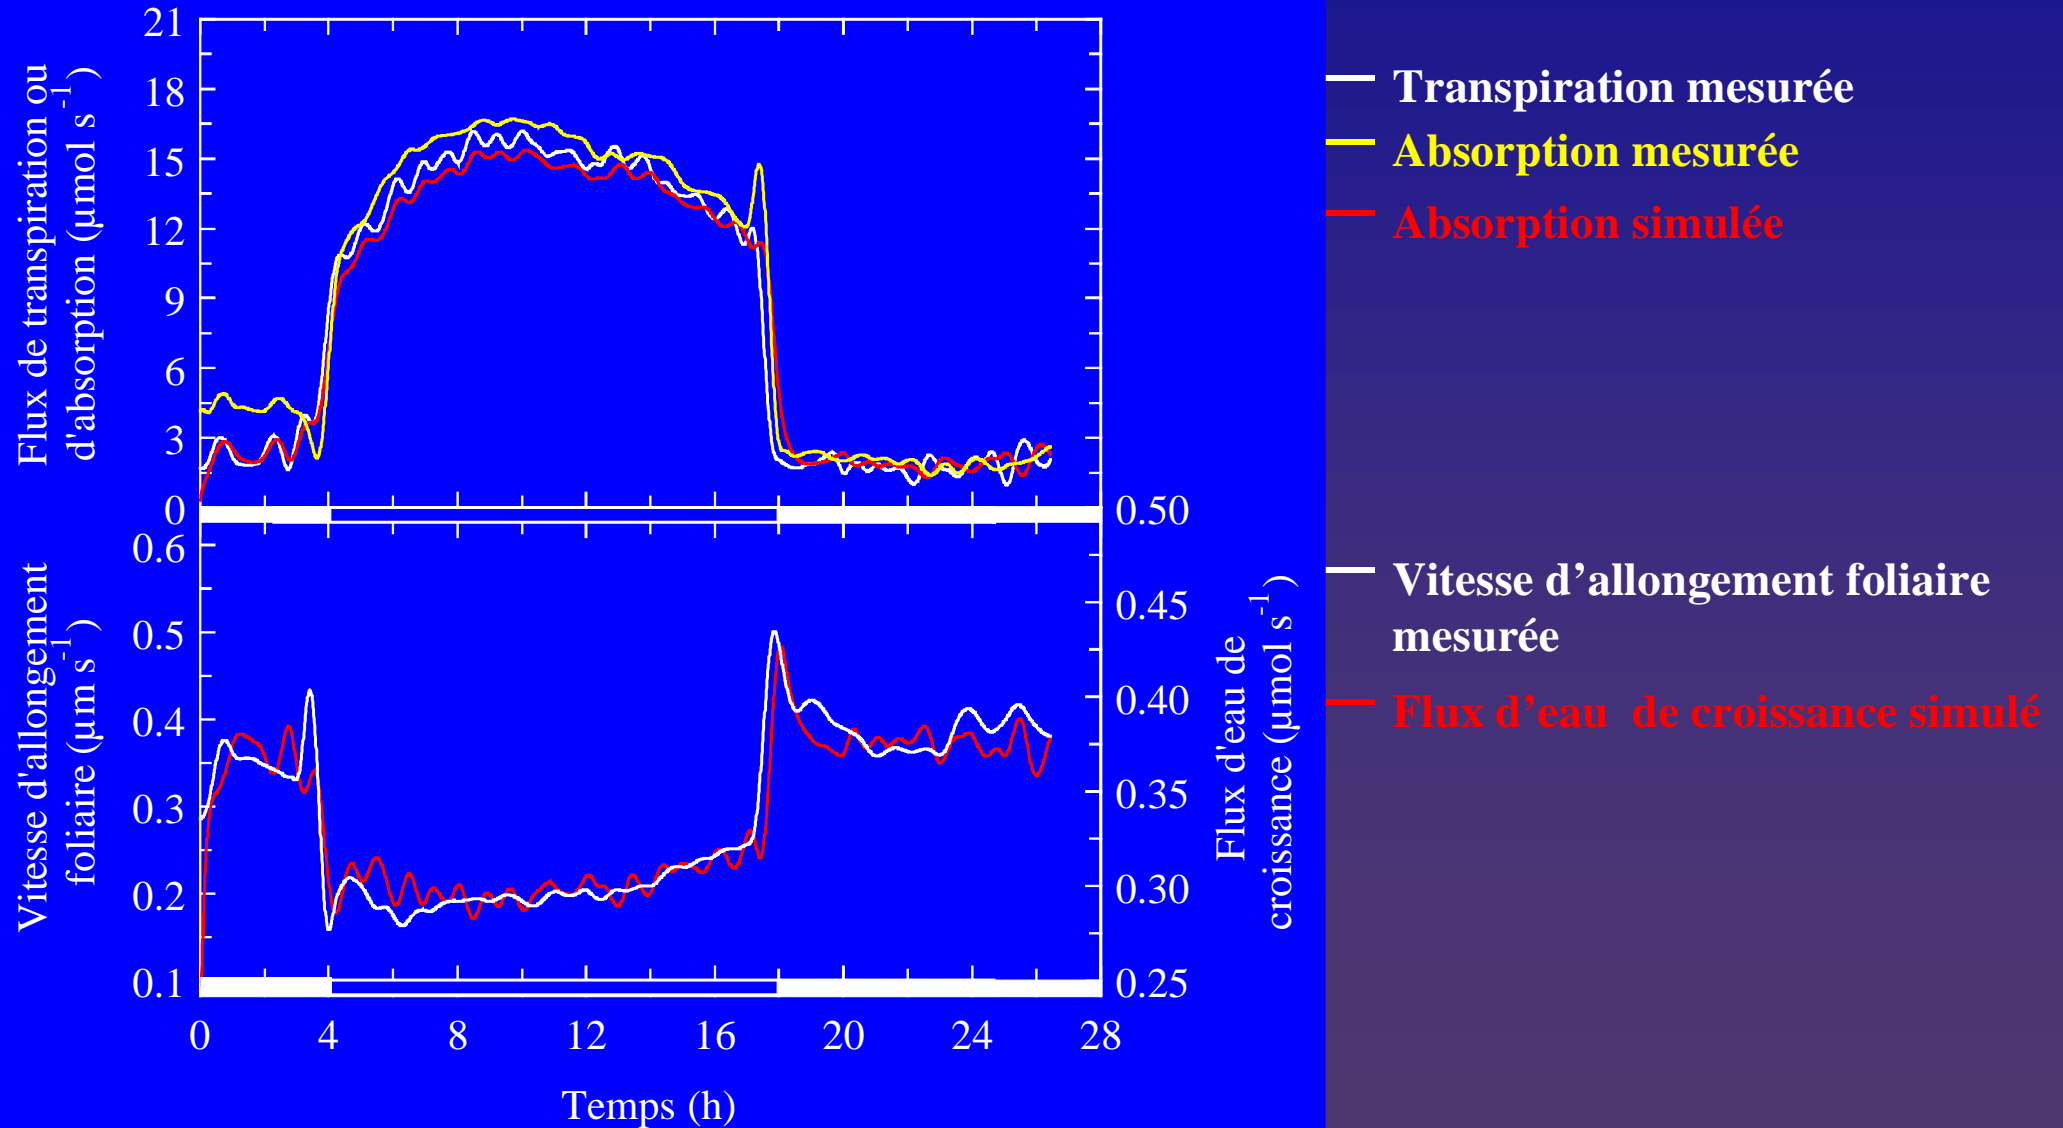 21
18
15
12
9
6
3
0
Flux de transpiration ou
d'absorption (µmol s⁻¹)
Transpiration mesurée
Absorption mesurée
Absorption simulée
0.6
0.5
0.4
0.3
0.2
0.1
Vitesse d'allongement
foliaire (µm s⁻¹)
0.50
0.45
0.40
0.35
0.30
0.25
Flux d'eau de
croissance (µmol s⁻¹)
Vitesse d’allongement foliaire
mesurée
Flux d’eau de croissance simulé
0 4 8 12 16 20 24 28
Temps (h)